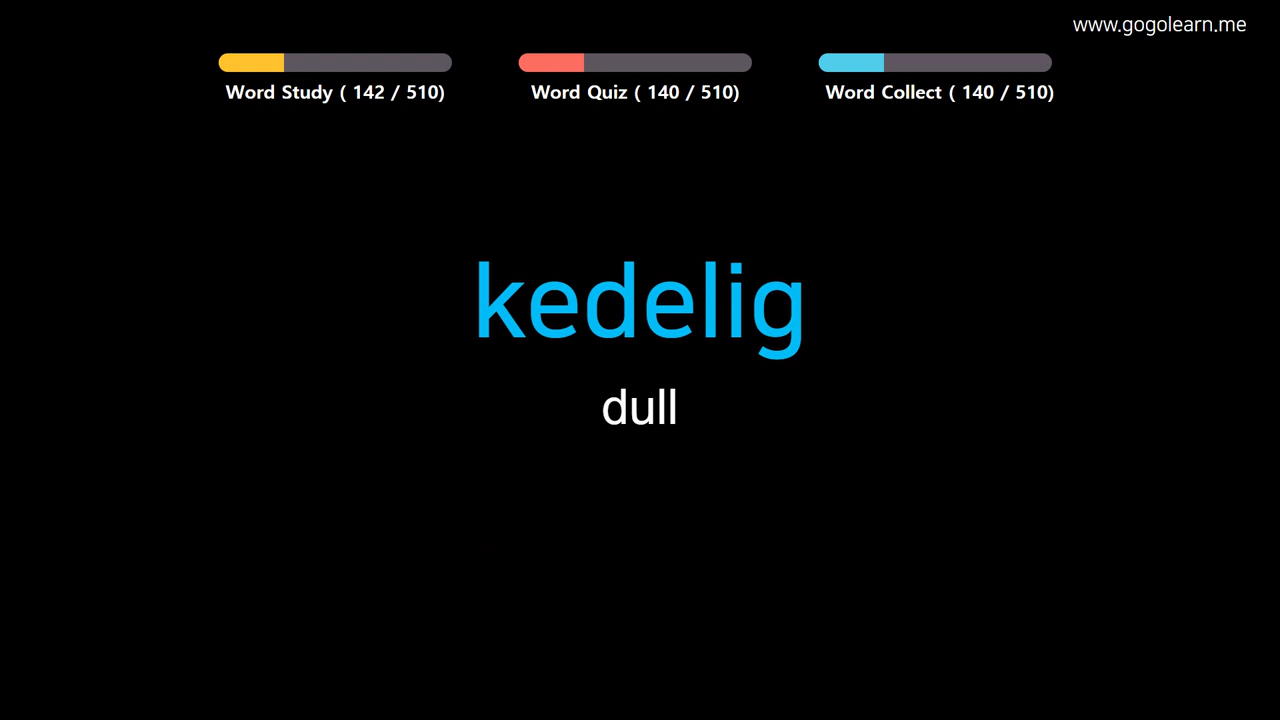 www.gogolearn.me
Word Study ( 142 / 510)
Word Quiz ( 140 / 510)
Word Collect ( 140 / 510)
kedelig
dull